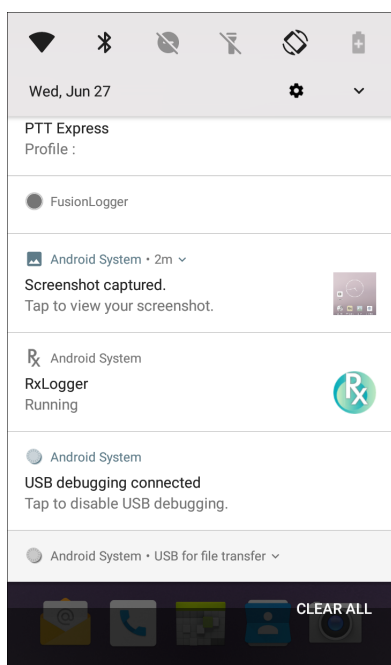 Wed, Jun 27
PTT Express
Profile :
FusionLogger
Android System • 2m
Screenshot captured.
Tap to view your screenshot.
Rx Android System
RxLogger
Running
Rx
Android System
USB debugging connected
Tap to disable USB debugging.
Android System • USB for file transfer
@
CLEAR ALL